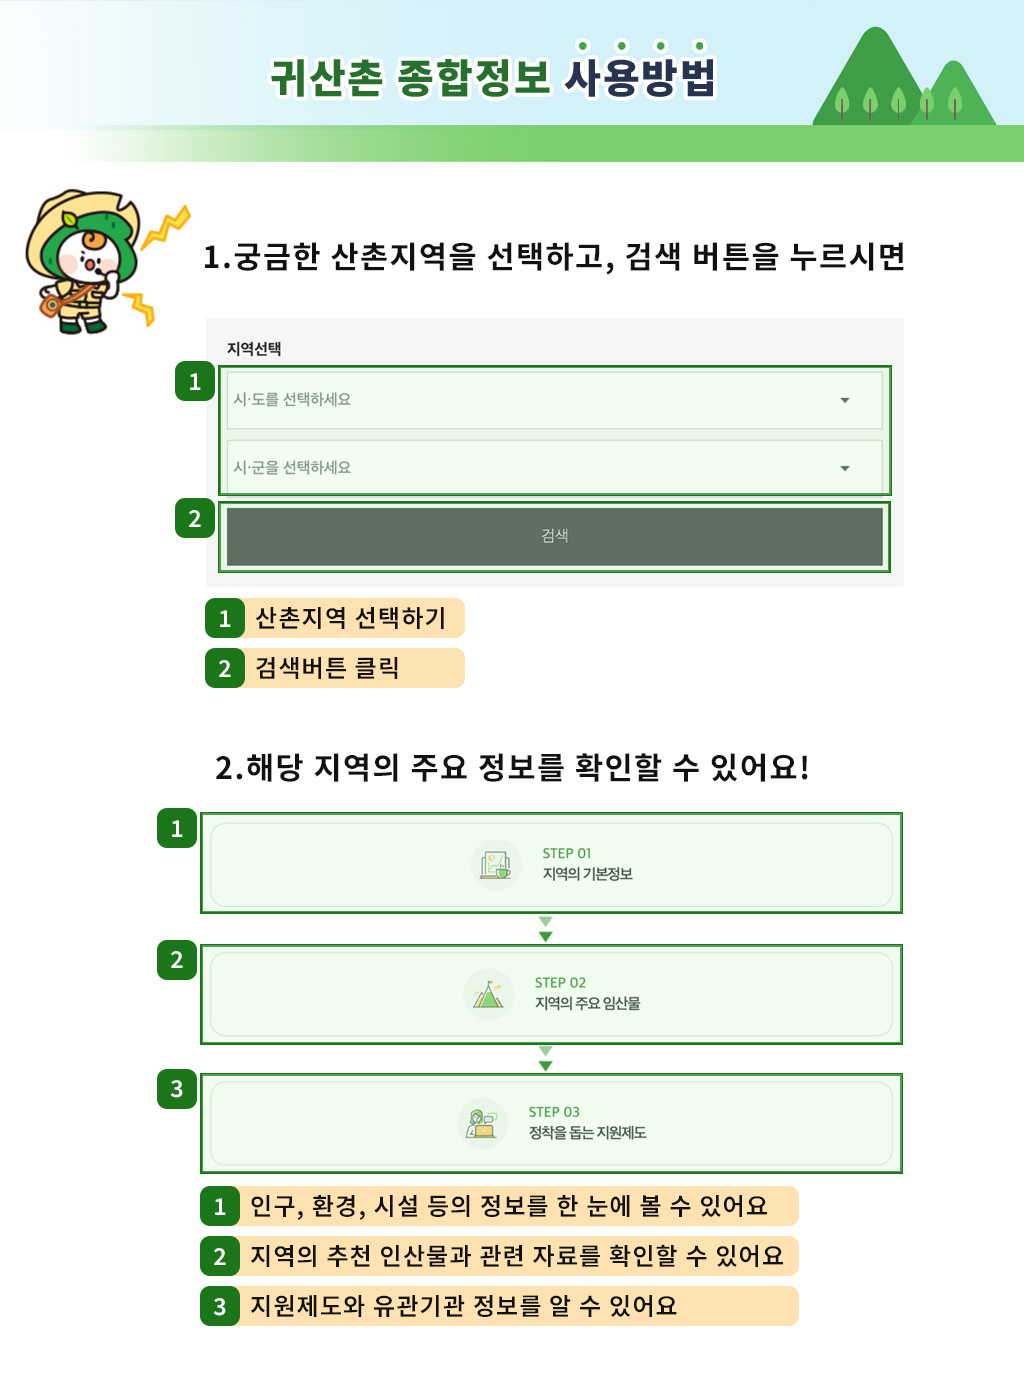 귀산촌 종합정보 사용방법
1.궁금한 산촌지역을 선택하고, 검색 버튼을 누르시면
지역선택
1
시·도를 선택하세요
시·군을 선택하세요
2
검색
1 산촌지역 선택하기
2 검색버튼 클릭
2.해당 지역의 주요 정보를 확인할 수 있어요!
1
STEP 01
지역의 기본정보
2
STEP 02
지역의 주요 임산물
3
STEP 03
정착을 돕는 지원제도
1 인구, 환경, 시설 등의 정보를 한 눈에 볼 수 있어요
2 지역의 추천 인산물과 관련 자료를 확인할 수 있어요
3 지원제도와 유관기관 정보를 알 수 있어요